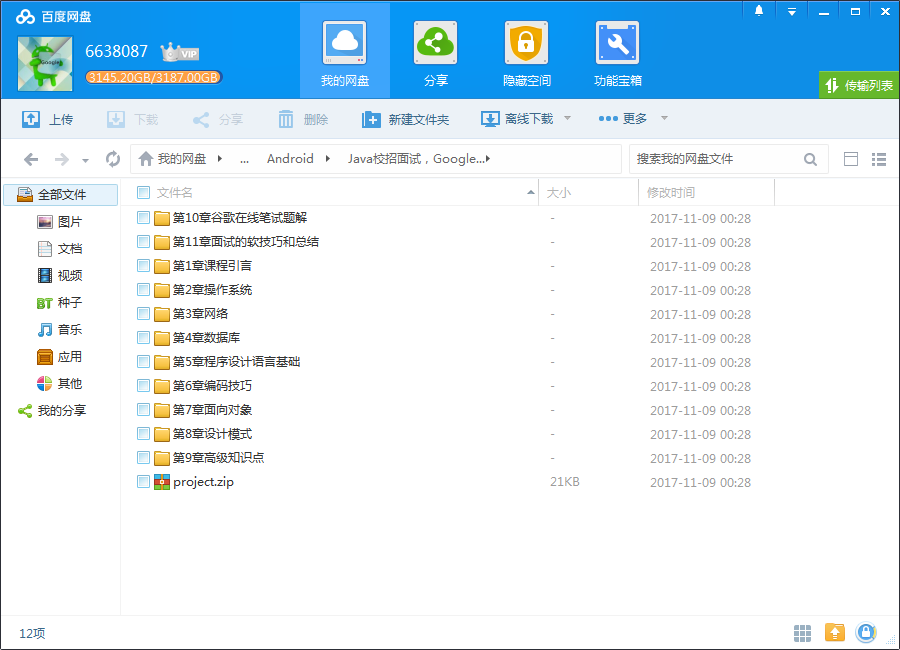 百度网盘
6638087 VIP
3145.20GB/3187.00GB
我的网盘 分享 隐藏空间 功能宝箱
传输列表
上传 下载 分享 删除 新建文件夹 离线下载 更多
我的网盘 ... Android Java校招面试，Google...
搜索我的网盘文件
全部文件
图片
文档
视频
BT 种子
音乐
应用
其他
我的分享
文件名 大小 修改时间
第10章谷歌在线笔试题解 - 2017-11-09 00:28
第11章面试的软技巧和总结 - 2017-11-09 00:28
第1章课程引言 - 2017-11-09 00:28
第2章操作系统 - 2017-11-09 00:28
第3章网络 - 2017-11-09 00:28
第4章数据库 - 2017-11-09 00:28
第5章程序设计语言基础 - 2017-11-09 00:28
第6章编码技巧 - 2017-11-09 00:28
第7章面向对象 - 2017-11-09 00:28
第8章设计模式 - 2017-11-09 00:28
第9章高级知识点 - 2017-11-09 00:28
project.zip 21KB 2017-11-09 00:28
12项